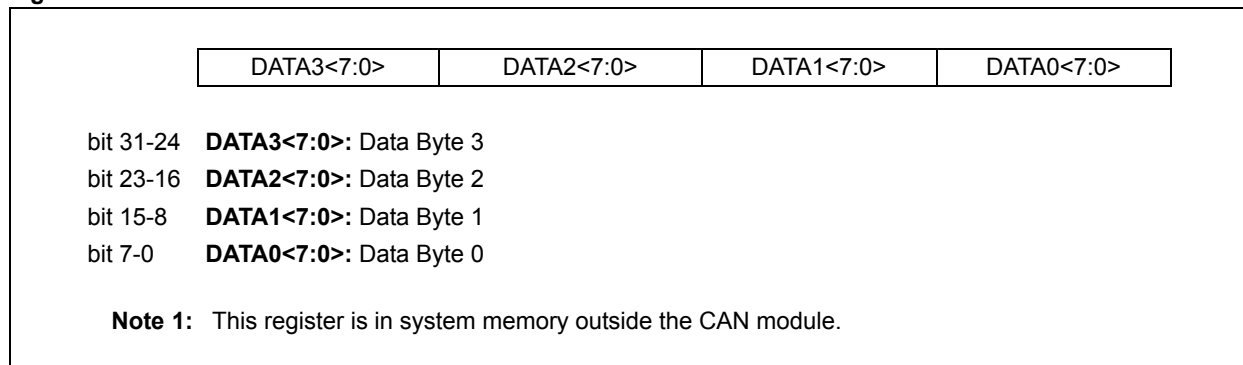 DATA3<7:0> DATA2<7:0> DATA1<7:0> DATA0<7:0>
bit 31-24 DATA3<7:0>: Data Byte 3
bit 23-16 DATA2<7:0>: Data Byte 2
bit 15-8 DATA1<7:0>: Data Byte 1
bit 7-0 DATA0<7:0>: Data Byte 0
Note 1: This register is in system memory outside the CAN module.